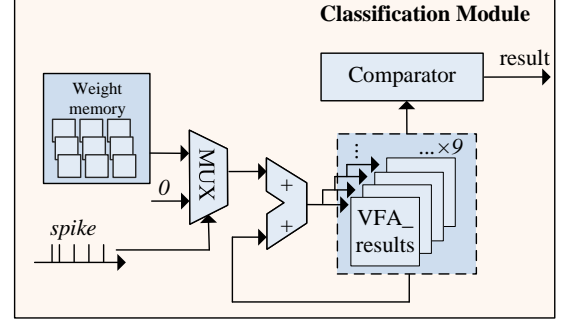 Classification Module
result
Comparator
Weight
memory
MUX
0
spike
+
+
...
...×9
VFA_
results